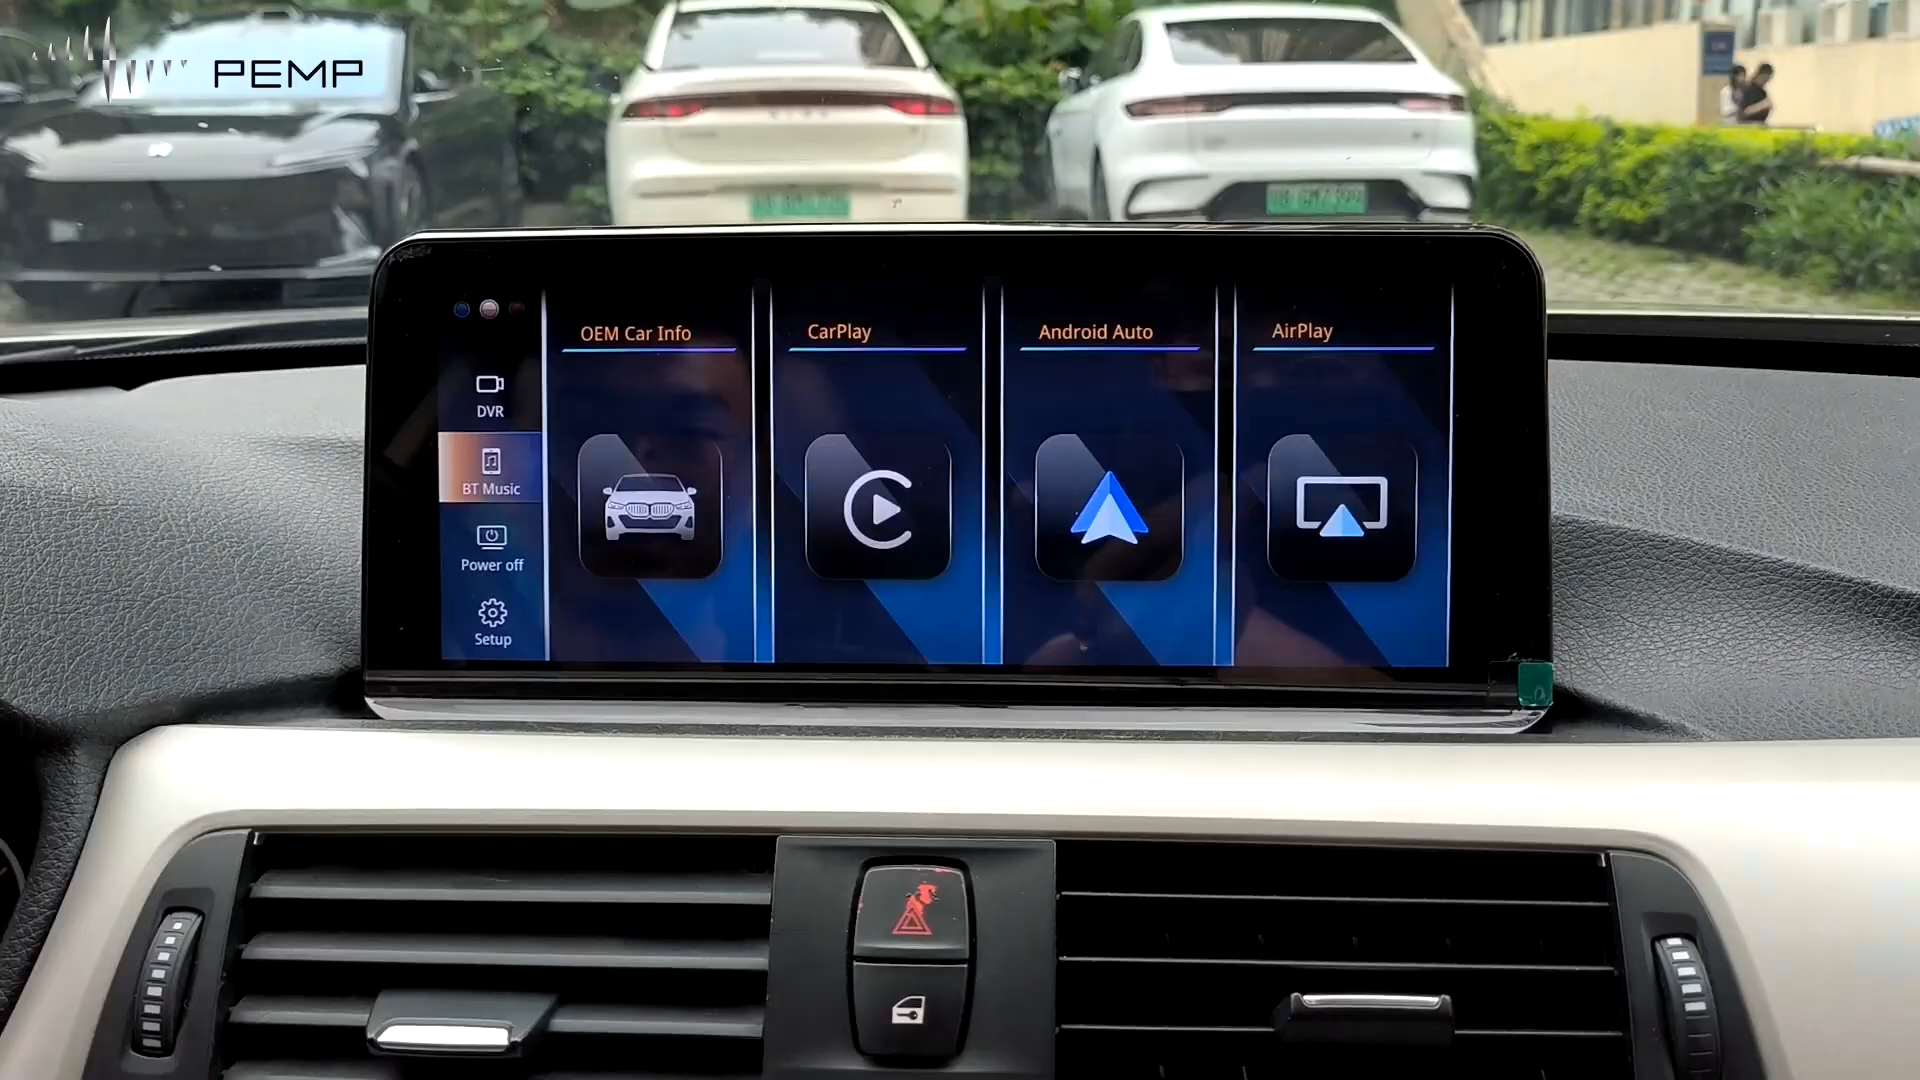 PEMP
OEM Car Info
CarPlay
Android Auto
AirPlay
DVR
BT Music
Power off
Setup